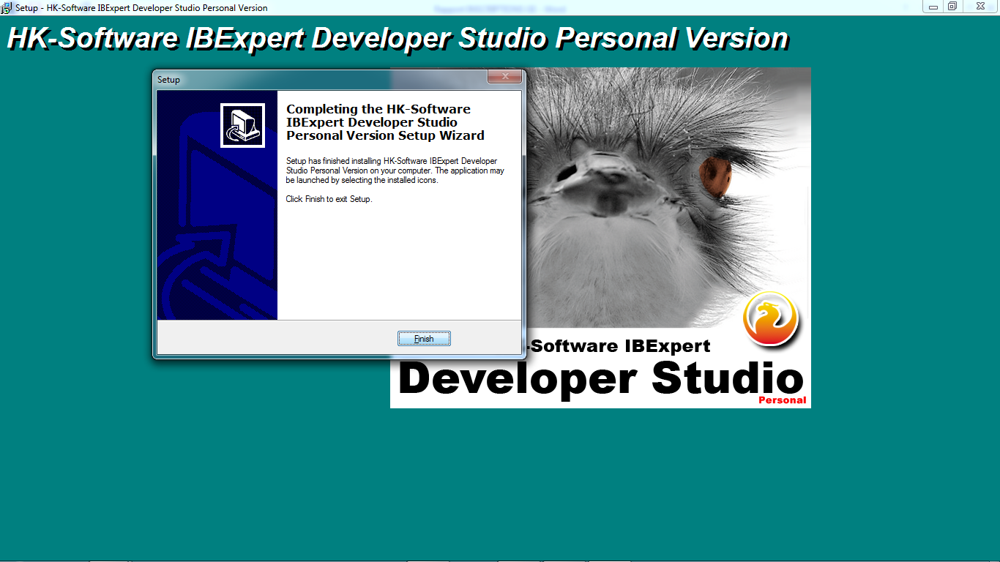 Setup - HK-Software IBExpert Developer Studio Personal Version
HK-Software IBExpert Developer Studio Personal Version
Setup
Completing the HK-Software
IBExpert Developer Studio
Personal Version Setup Wizard
Setup has finished installing HK-Software IBExpert Developer
Studio Personal Version on your computer. The application may
be launched by selecting the installed icons.
Click Finish to exit Setup.
Finish
-Software IBExpert
Developer Studio
Personal